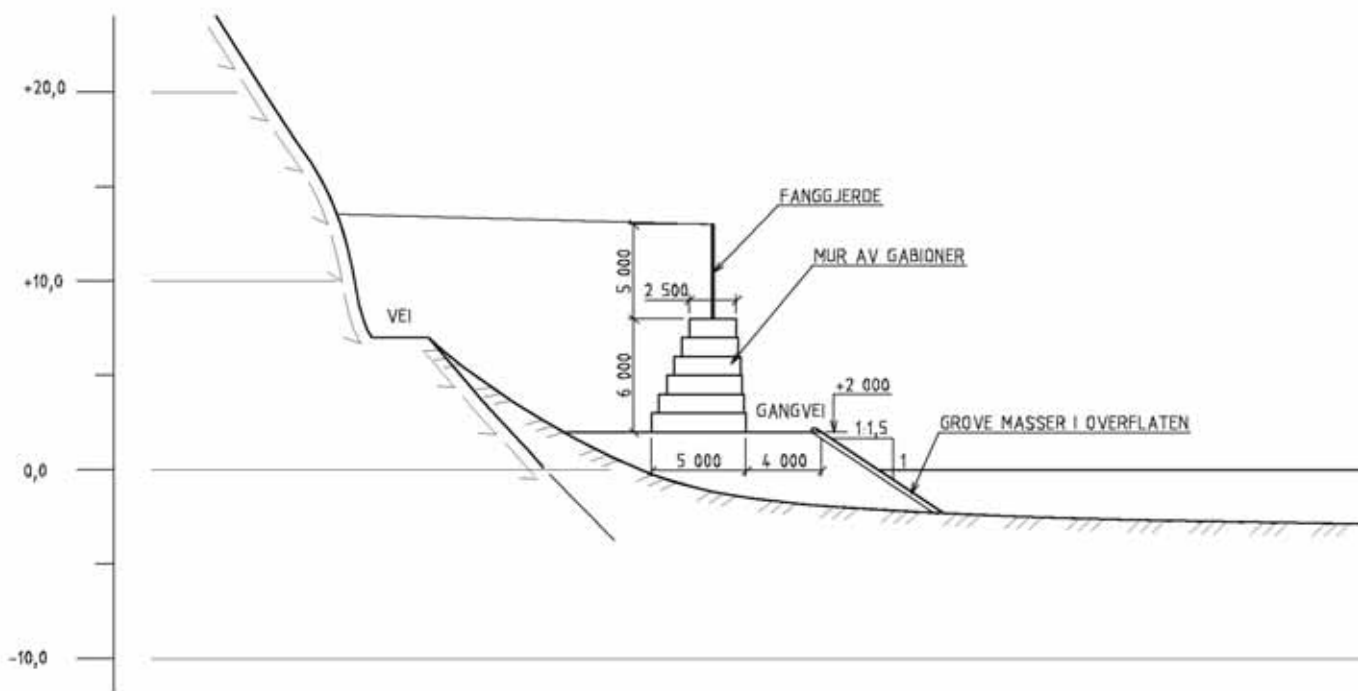 +20,0
FANGGJERDE
MUR AV GABIONER
5 000
+10,0
2 500
VEI
6 000
+2 000
GANGVEI
1:1,5
GROVE MASSER I OVERFLATEN
0,0
5 000
4 000
1
-10,0